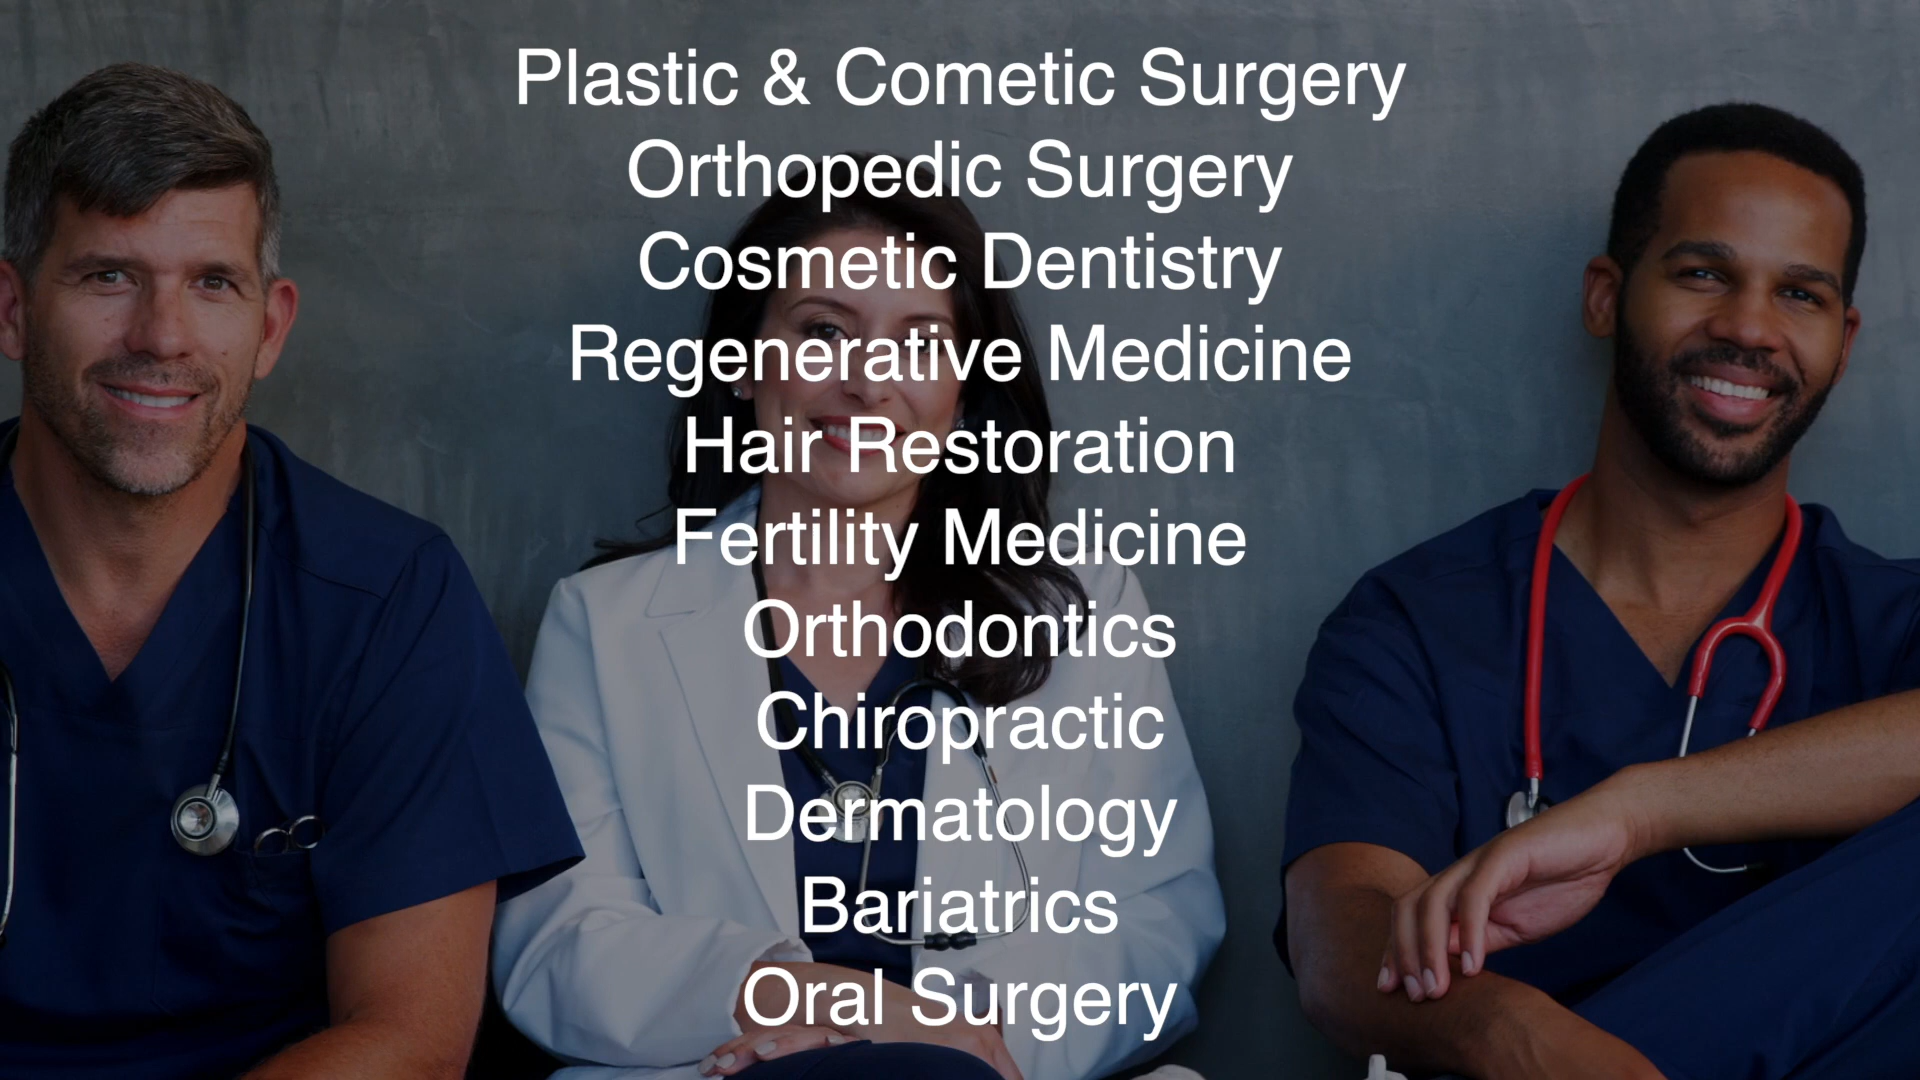 Plastic & Cometic Surgery
Orthopedic Surgery
Cosmetic Dentistry
Regenerative Medicine
Hair Restoration
Fertility Medicine
Orthodontics
Chiropractic
Dermatology
Bariatrics
Oral Surgery